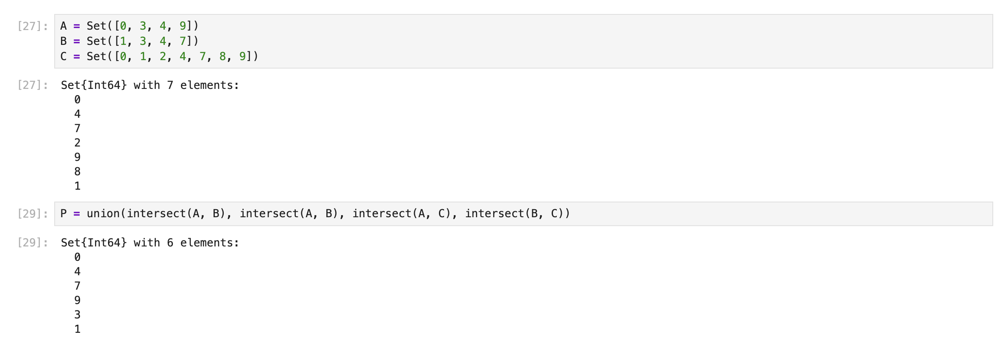 [27]: A = Set([0, 3, 4, 9])
B = Set([1, 3, 4, 7])
C = Set([0, 1, 2, 4, 7, 8, 9])
[27]: Set{Int64} with 7 elements:
0
4
7
2
9
8
1
[29]: P = union(intersect(A, B), intersect(A, B), intersect(A, C), intersect(B, C))
[29]: Set{Int64} with 6 elements:
0
4
7
9
3
1